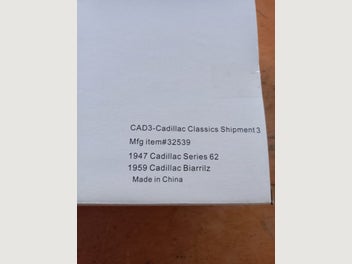 CAD3-Cadillac Classics Shipment 3
Mfg item#32539
1947 Cadillac Series 62
1959 Cadillac Biarrilz
Made in China